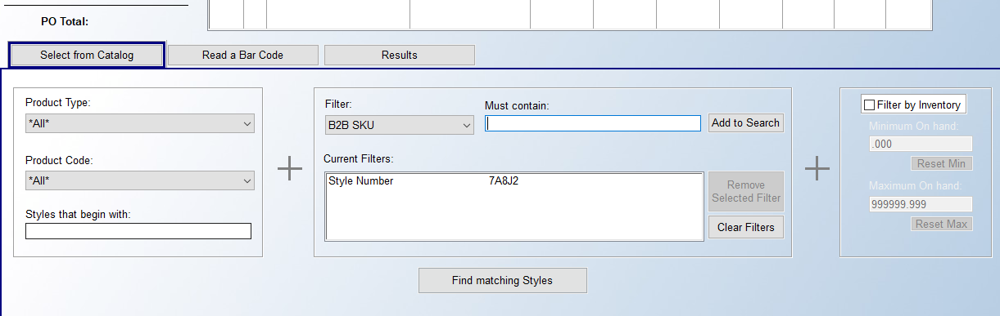 PO Total:
Select from Catalog
Read a Bar Code
Results
Product Type:
*All*
Product Code:
*All*
Styles that begin with:
Filter:
B2B SKU
Must contain:
Add to Search
Current Filters:
Style Number 7A8J2
Remove
Selected Filter
Clear Filters
Filter by Inventory
Minimum On hand:
.000
Reset Min
Maximum On hand:
999999.999
Reset Max
Find matching Styles